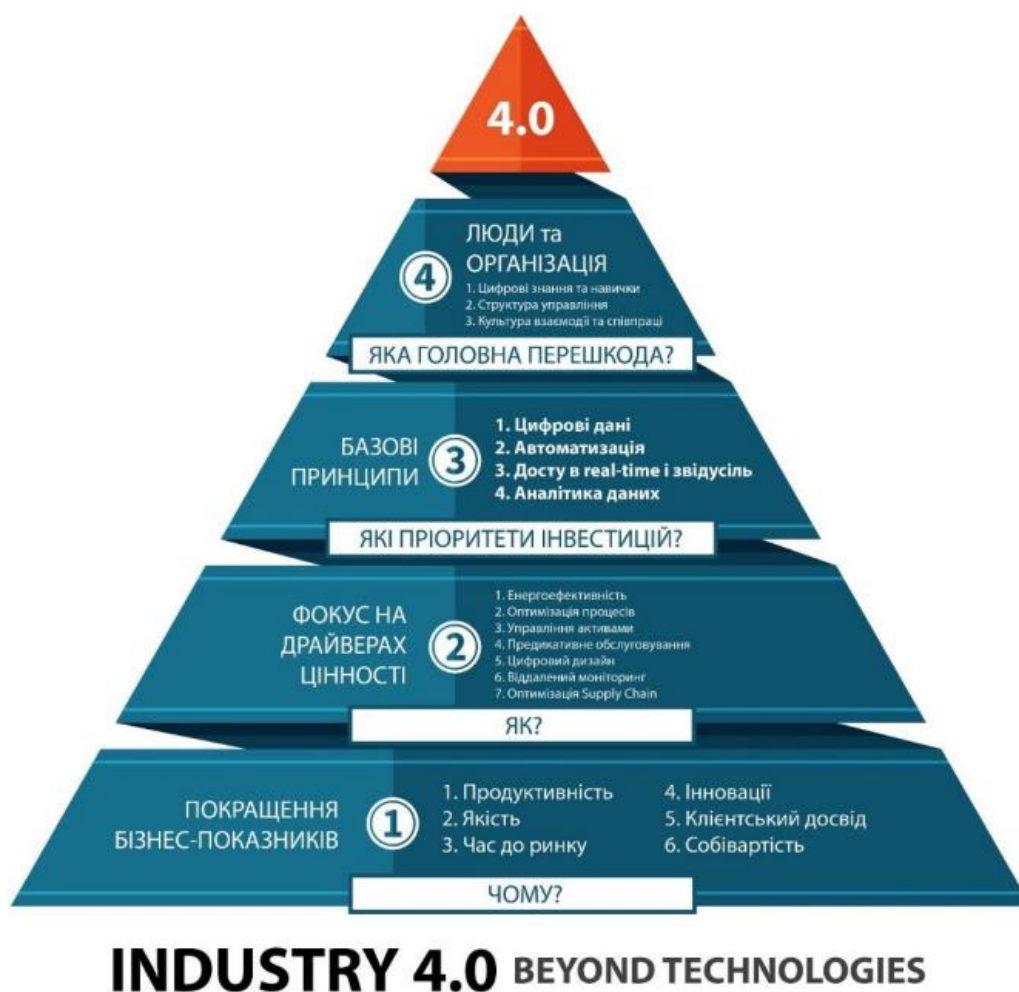 4.0
ЛЮДИ та
ОРГАНІЗАЦІЯ
4
1. Цифрові знання та навички
2. Структура управління
3. Культура взаємодії та співпраці
ЯКА ГОЛОВНА ПЕРЕШКОДА?
БАЗОВІ
ПРИНЦИПИ
3
1. Цифрові дані
2. Автоматизація
3. Досту в real-time і звідусіль
4. Аналітика даних
ЯКІ ПРІОРИТЕТИ ІНВЕСТИЦІЙ?
ФОКУС НА
ДРАЙВЕРАХ
ЦІННОСТІ
2
1. Енергоефективність
2. Оптимізація процесів
3. Управління активами
4. Предикативне обслуговування
5. Цифровий дизайн
6. Віддалений моніторинг
7. Оптимізація Supply Chain
ЯК?
ПОКРАЩЕННЯ
БІЗНЕС-ПОКАЗНИКІВ
1
1. Продуктивність
2. Якість
3. Час до ринку
4. Інновації
5. Клієнтський досвід
6. Собівартість
ЧОМУ?
INDUSTRY 4.0 BEYOND TECHNOLOGIES